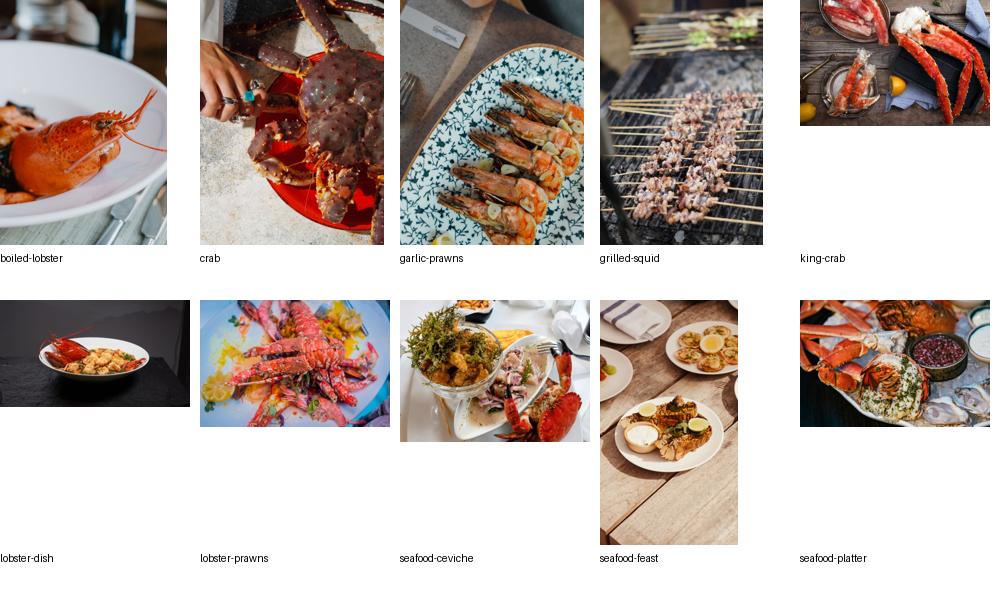 boiled-lobster
crab
garlic-prawns
grilled-squid
king-crab
lobster-dish
lobster-prawns
seafood-ceviche
seafood-feast
seafood-platter